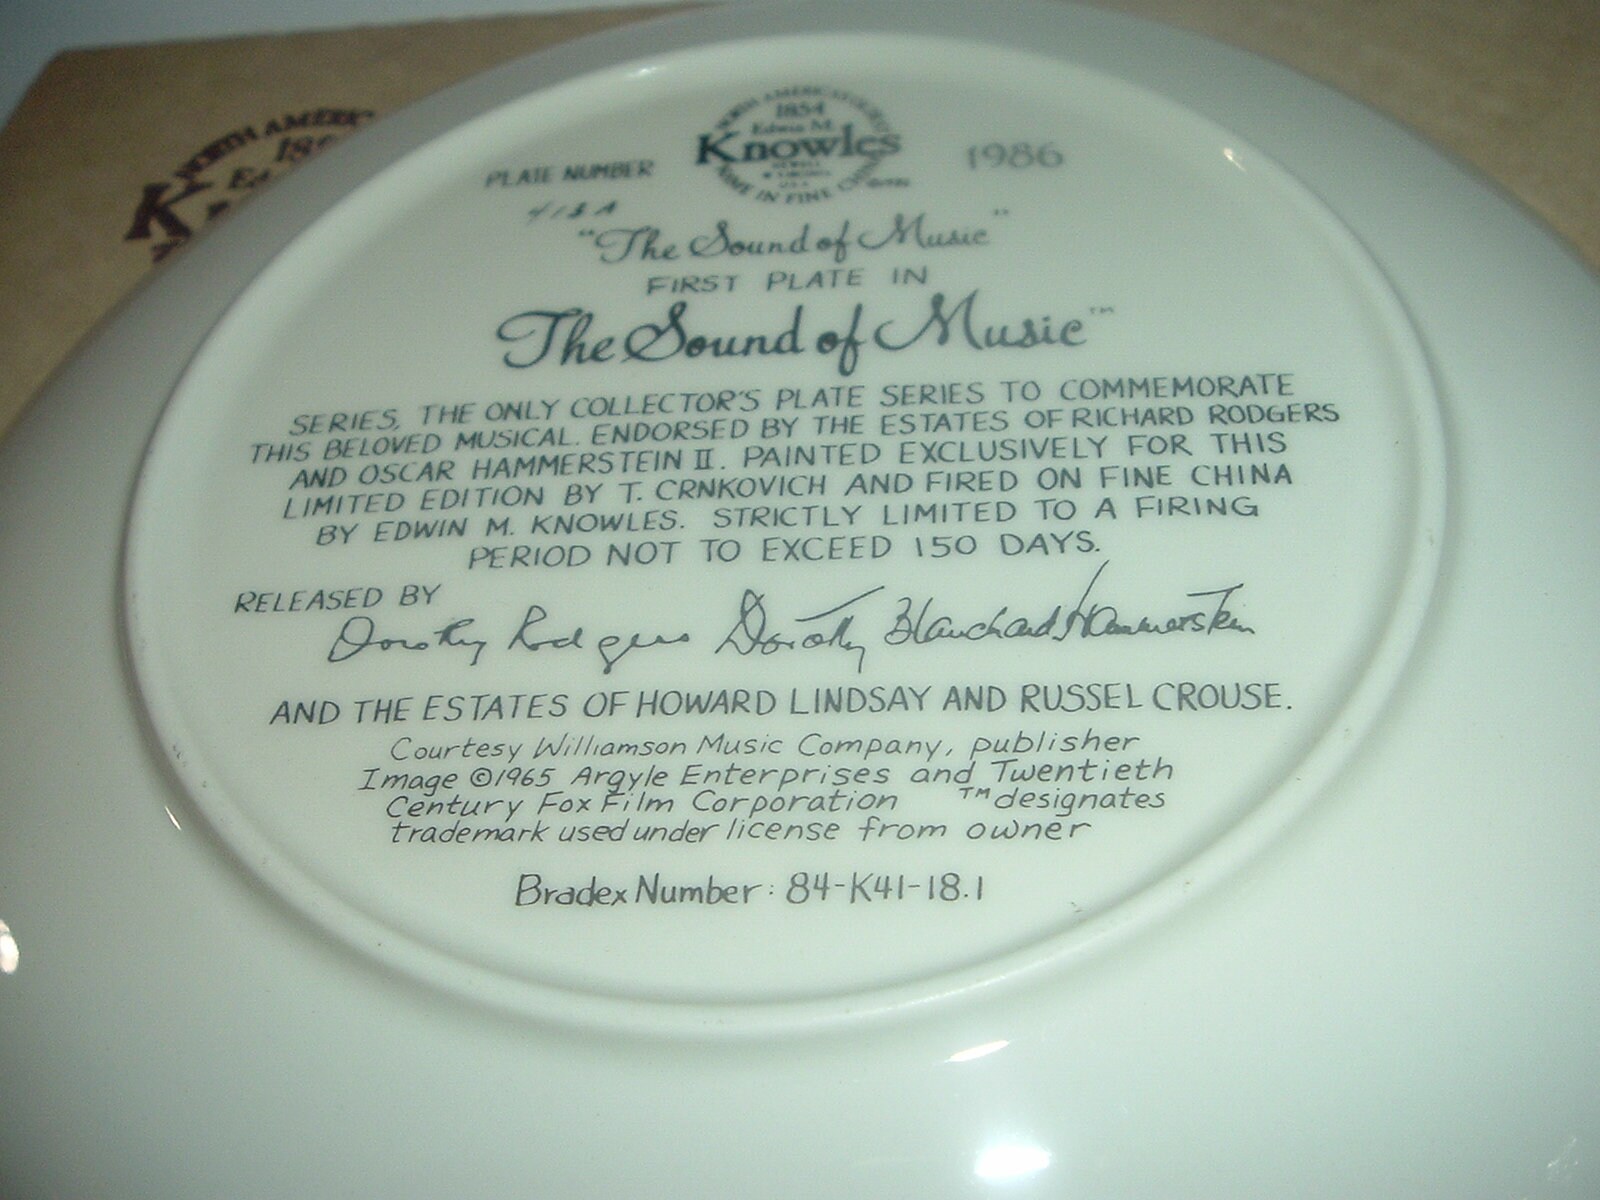 NORTH AMERIC
PLATE NUMBER
1854
Edwin M.
Knowles
1986
"The Sound of Music"
FIRST PLATE IN
The Sound of Music™
SERIES, THE ONLY COLLECTOR'S PLATE SERIES TO COMMEMORATE
THIS BELOVED MUSICAL. ENDORSED BY THE ESTATES OF RICHARD RODGERS
AND OSCAR HAMMERSTEIN II. PAINTED EXCLUSIVELY FOR THIS
LIMITED EDITION BY T. CRNKOVICH AND FIRED ON FINE CHINA
BY EDWIN M. KNOWLES. STRICTLY LIMITED TO A FIRING
PERIOD NOT TO EXCEED 150 DAYS.
RELEASED BY
Dorothy Rodgers Dorothy Blanchard Hammerstein
AND THE ESTATES OF HOWARD LINDSAY AND RUSSEL CROUSE.
Courtesy Williamson Music Company, publisher
Image ©1965 Argyle Enterprises and Twentieth
Century Fox Film Corporation ™ designates
trademark used under license from owner
Bradex Number: 84-K41-18.1